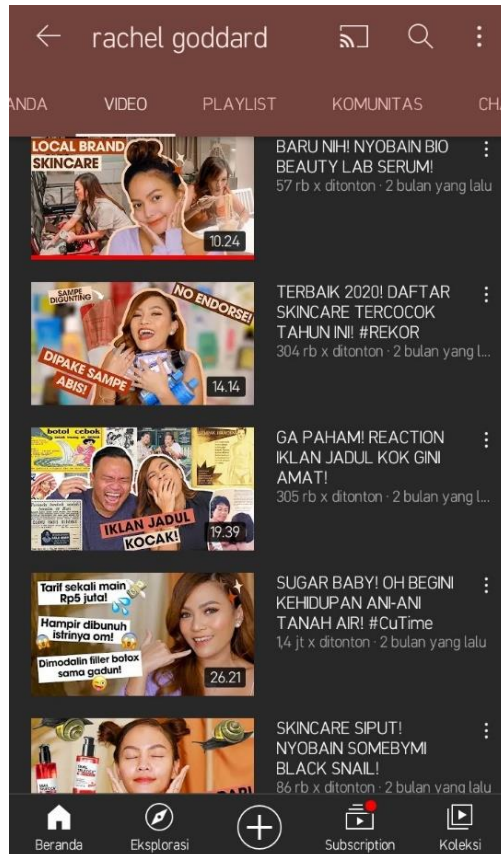 rachel goddard
ANDA VIDEO PLAYLIST KOMUNITAS CH
LOCAL BRAND
SKINCARE
10.24
BARU NIH! NYOBAIN BIO
BEAUTY LAB SERUM!
57 rb x ditonton · 2 bulan yang lalu
SAMPE
DIGUNTING
NO ENDORSE!
DIPAKE SAMPE
ABIS!
14.14
TERBAIK 2020! DAFTAR
SKINCARE TERCOCOK
TAHUN INI! #REKOR
304 rb x ditonton · 2 bulan yang l...
botol cebok
IKLAN JADUL
KOCAK!
19.39
GA PAHAM! REACTION
IKLAN JADUL KOK GINI
AMAT!
305 rb x ditonton · 2 bulan yang l...
Tarif sekali main
Rp5 juta!
Hampir dibunuh
istrinya om!
Dimodalin filler botox
sama gadun!
26.21
SUGAR BABY! OH BEGINI
KEHIDUPAN ANI-ANI
TANAH AIR! #CuTime
1,4 jt x ditonton · 2 bulan yang lalu
SKINCARE SIPUT!
NYOBAIN SOMEBYMI
BLACK SNAIL!
86 rb x ditonton · 2 bulan yang lalu
Beranda Eksplorasi Subscription Koleksi